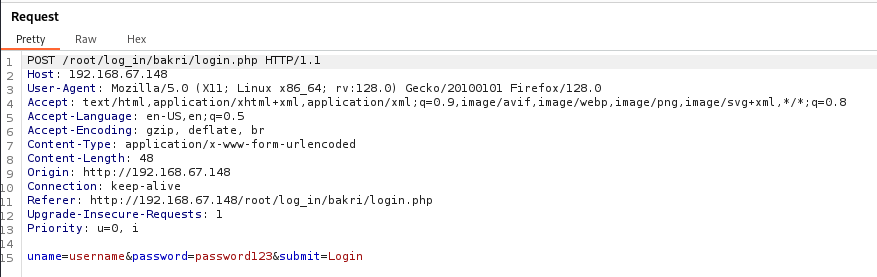 Request
Pretty Raw Hex
1 POST /root/log_in/bakri/login.php HTTP/1.1
2 Host: 192.168.67.148
3 User-Agent: Mozilla/5.0 (X11; Linux x86_64; rv:128.0) Gecko/20100101 Firefox/128.0
4 Accept: text/html,application/xhtml+xml,application/xml;q=0.9,image/avif,image/webp,image/png,image/svg+xml,*/*;q=0.8
5 Accept-Language: en-US,en;q=0.5
6 Accept-Encoding: gzip, deflate, br
7 Content-Type: application/x-www-form-urlencoded
8 Content-Length: 48
9 Origin: http://192.168.67.148
10 Connection: keep-alive
11 Referer: http://192.168.67.148/root/log_in/bakri/login.php
12 Upgrade-Insecure-Requests: 1
13 Priority: u=0, i
14
15 uname=username&password=password123&submit=Login